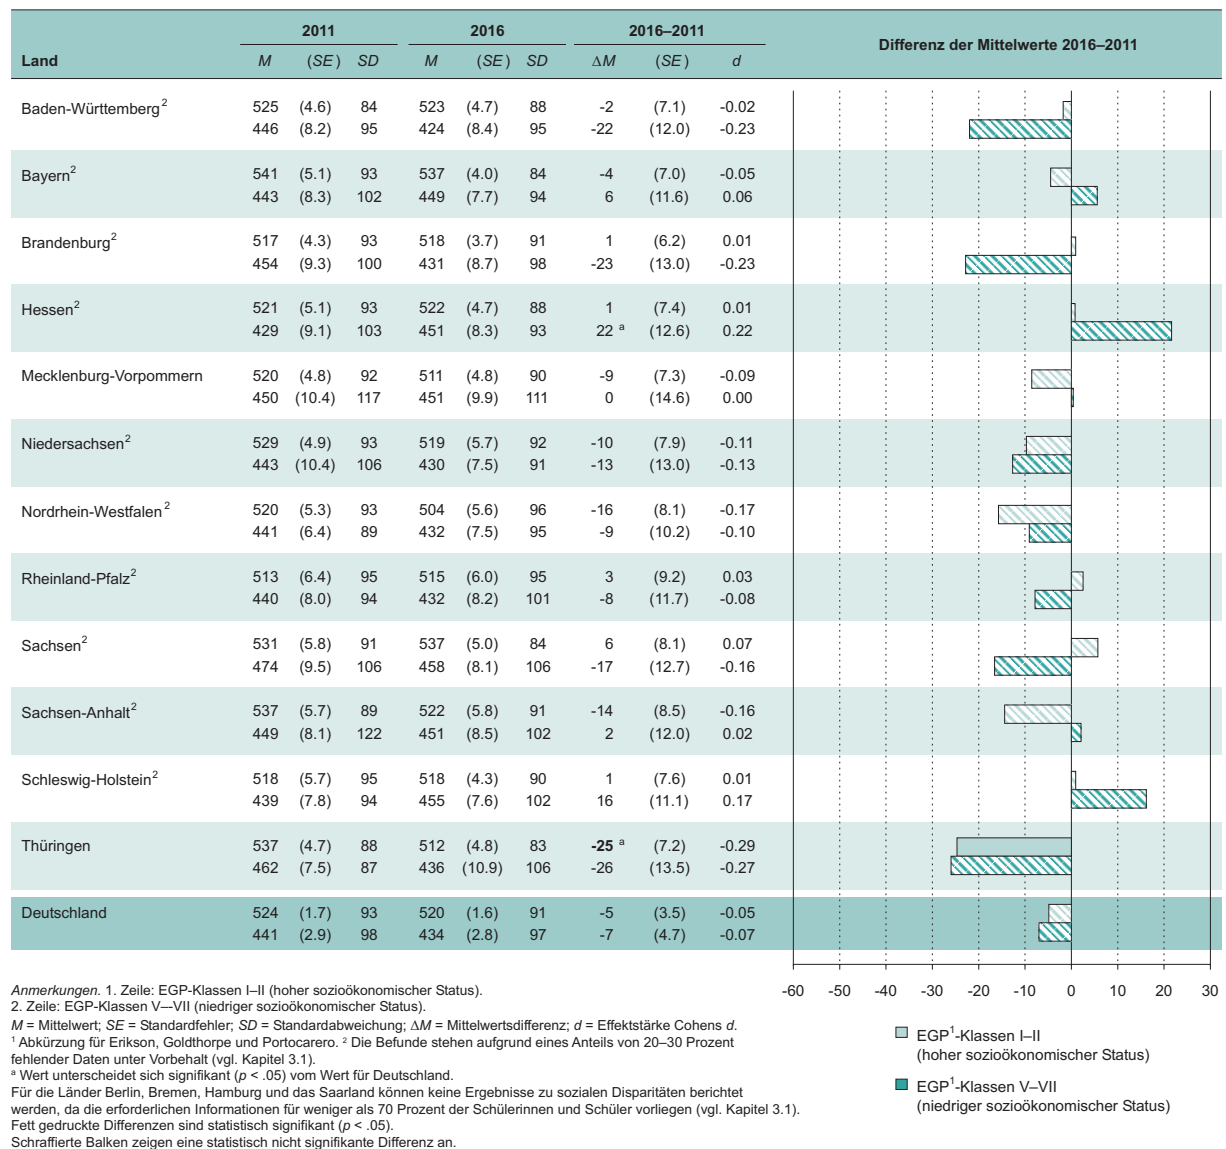 2011 2016 2016–2011 Differenz der Mittelwerte 2016–2011
Land M (SE) SD M (SE) SD ΔM (SE) d
Baden-Württemberg² 525 (4.6) 84 523 (4.7) 88 -2 (7.1) -0.02
446 (8.2) 95 424 (8.4) 95 -22 (12.0) -0.23
Bayern² 541 (5.1) 93 537 (4.0) 84 -4 (7.0) -0.05
443 (8.3) 102 449 (7.7) 94 6 (11.6) 0.06
Brandenburg² 517 (4.3) 93 518 (3.7) 91 1 (6.2) 0.01
454 (9.3) 100 431 (8.7) 98 -23 (13.0) -0.23
Hessen² 521 (5.1) 93 522 (4.7) 88 1 (7.4) 0.01
429 (9.1) 103 451 (8.3) 93 22 ª (12.6) 0.22
Mecklenburg-Vorpommern 520 (4.8) 92 511 (4.8) 90 -9 (7.3) -0.09
450 (10.4) 117 451 (9.9) 111 0 (14.6) 0.00
Niedersachsen² 529 (4.9) 93 519 (5.7) 92 -10 (7.9) -0.11
443 (10.4) 106 430 (7.5) 91 -13 (13.0) -0.13
Nordrhein-Westfalen ² 520 (5.3) 93 504 (5.6) 96 -16 (8.1) -0.17
441 (6.4) 89 432 (7.5) 95 -9 (10.2) -0.10
Rheinland-Pfalz² 513 (6.4) 95 515 (6.0) 95 3 (9.2) 0.03
440 (8.0) 94 432 (8.2) 101 -8 (11.7) -0.08
Sachsen² 531 (5.8) 91 537 (5.0) 84 6 (8.1) 0.07
474 (9.5) 106 458 (8.1) 106 -17 (12.7) -0.16
Sachsen-Anhalt² 537 (5.7) 89 522 (5.8) 91 -14 (8.5) -0.16
449 (8.1) 122 451 (8.5) 102 2 (12.0) 0.02
Schleswig-Holstein² 518 (5.7) 95 518 (4.3) 90 1 (7.6) 0.01
439 (7.8) 94 455 (7.6) 102 16 (11.1) 0.17
Thüringen 537 (4.7) 88 512 (4.8) 83 -25 ª (7.2) -0.29
462 (7.5) 87 436 (10.9) 106 -26 (13.5) -0.27
Deutschland 524 (1.7) 93 520 (1.6) 91 -5 (3.5) -0.05
441 (2.9) 98 434 (2.8) 97 -7 (4.7) -0.07
-60 -50 -40 -30 -20 -10 0 10 20 30
Anmerkungen. 1. Zeile: EGP-Klassen I–II (hoher sozioökonomischer Status).
2. Zeile: EGP-Klassen V-–VII (niedriger sozioökonomischer Status).
M = Mittelwert; SE = Standardfehler; SD = Standardabweichung; ΔM = Mittelwertsdifferenz; d = Effektstärke Cohens d.
¹ Abkürzung für Erikson, Goldthorpe und Portocarero. ² Die Befunde stehen aufgrund eines Anteils von 20–30 Prozent
fehlender Daten unter Vorbehalt (vgl. Kapitel 3.1).
ª Wert unterscheidet sich signifikant (p < .05) vom Wert für Deutschland.
Für die Länder Berlin, Bremen, Hamburg und das Saarland können keine Ergebnisse zu sozialen Disparitäten berichtet
werden, da die erforderlichen Informationen für weniger als 70 Prozent der Schülerinnen und Schüler vorliegen (vgl. Kapitel 3.1).
Fett gedruckte Differenzen sind statistisch signifikant (p < .05).
Schraffierte Balken zeigen eine statistisch nicht signifikante Differenz an.
EGP¹-Klassen I–II
(hoher sozioökonomischer Status)
EGP¹-Klassen V–VII
(niedriger sozioökonomischer Status)